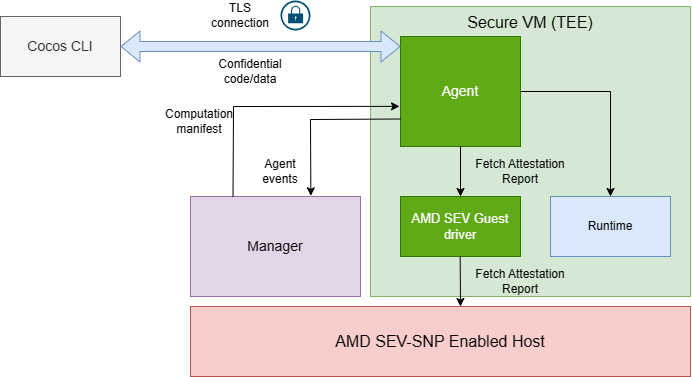 TLS
connection
Secure VM (TEE)
Cocos CLI
Confidential
code/data
Agent
Computation
manifest
Agent
events
Fetch Attestation
Report
Manager
AMD SEV Guest
driver
Runtime
Fetch Attestation
Report
AMD SEV-SNP Enabled Host